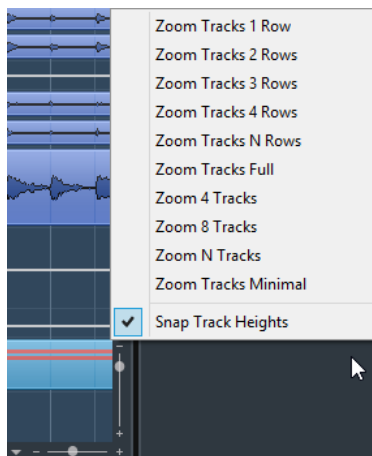 Zoom Tracks 1 Row
Zoom Tracks 2 Rows
Zoom Tracks 3 Rows
Zoom Tracks 4 Rows
Zoom Tracks N Rows
Zoom Tracks Full
Zoom 4 Tracks
Zoom 8 Tracks
Zoom N Tracks
Zoom Tracks Minimal
Snap Track Heights